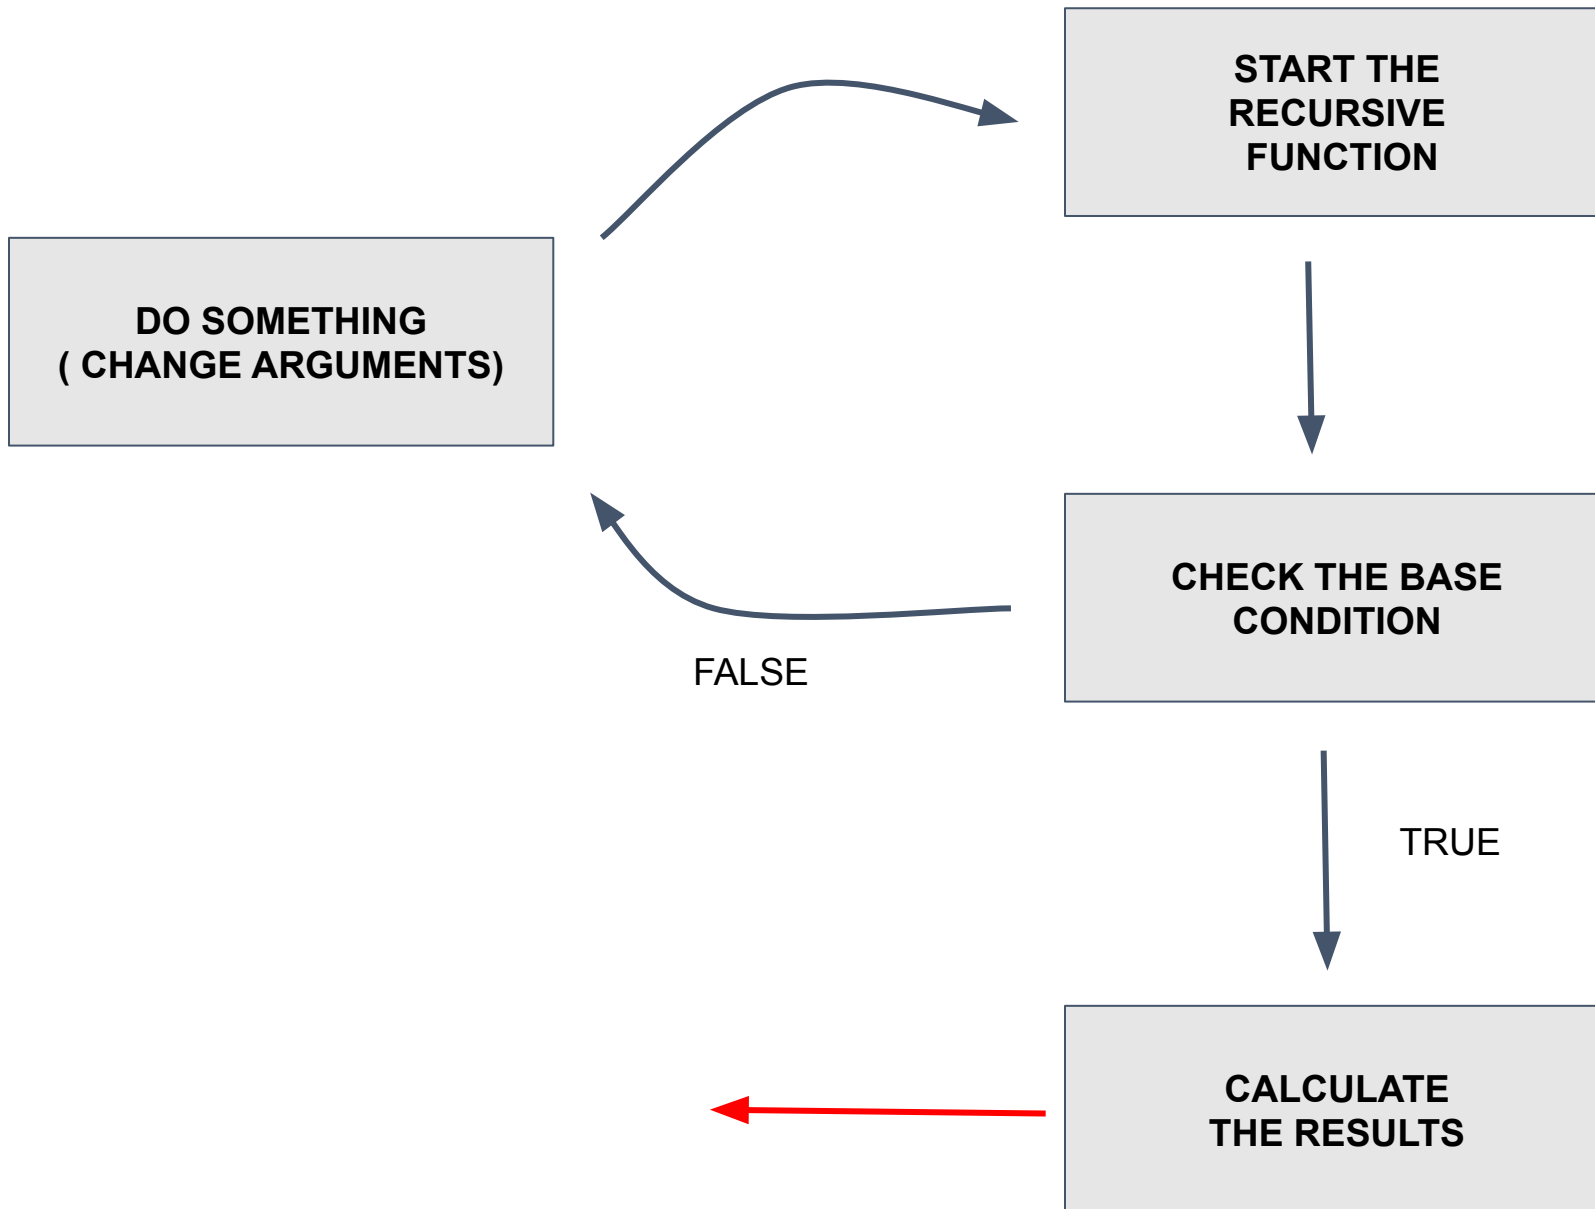 START THE
RECURSIVE
FUNCTION
DO SOMETHING
( CHANGE ARGUMENTS)
CHECK THE BASE
CONDITION
FALSE
TRUE
CALCULATE
THE RESULTS